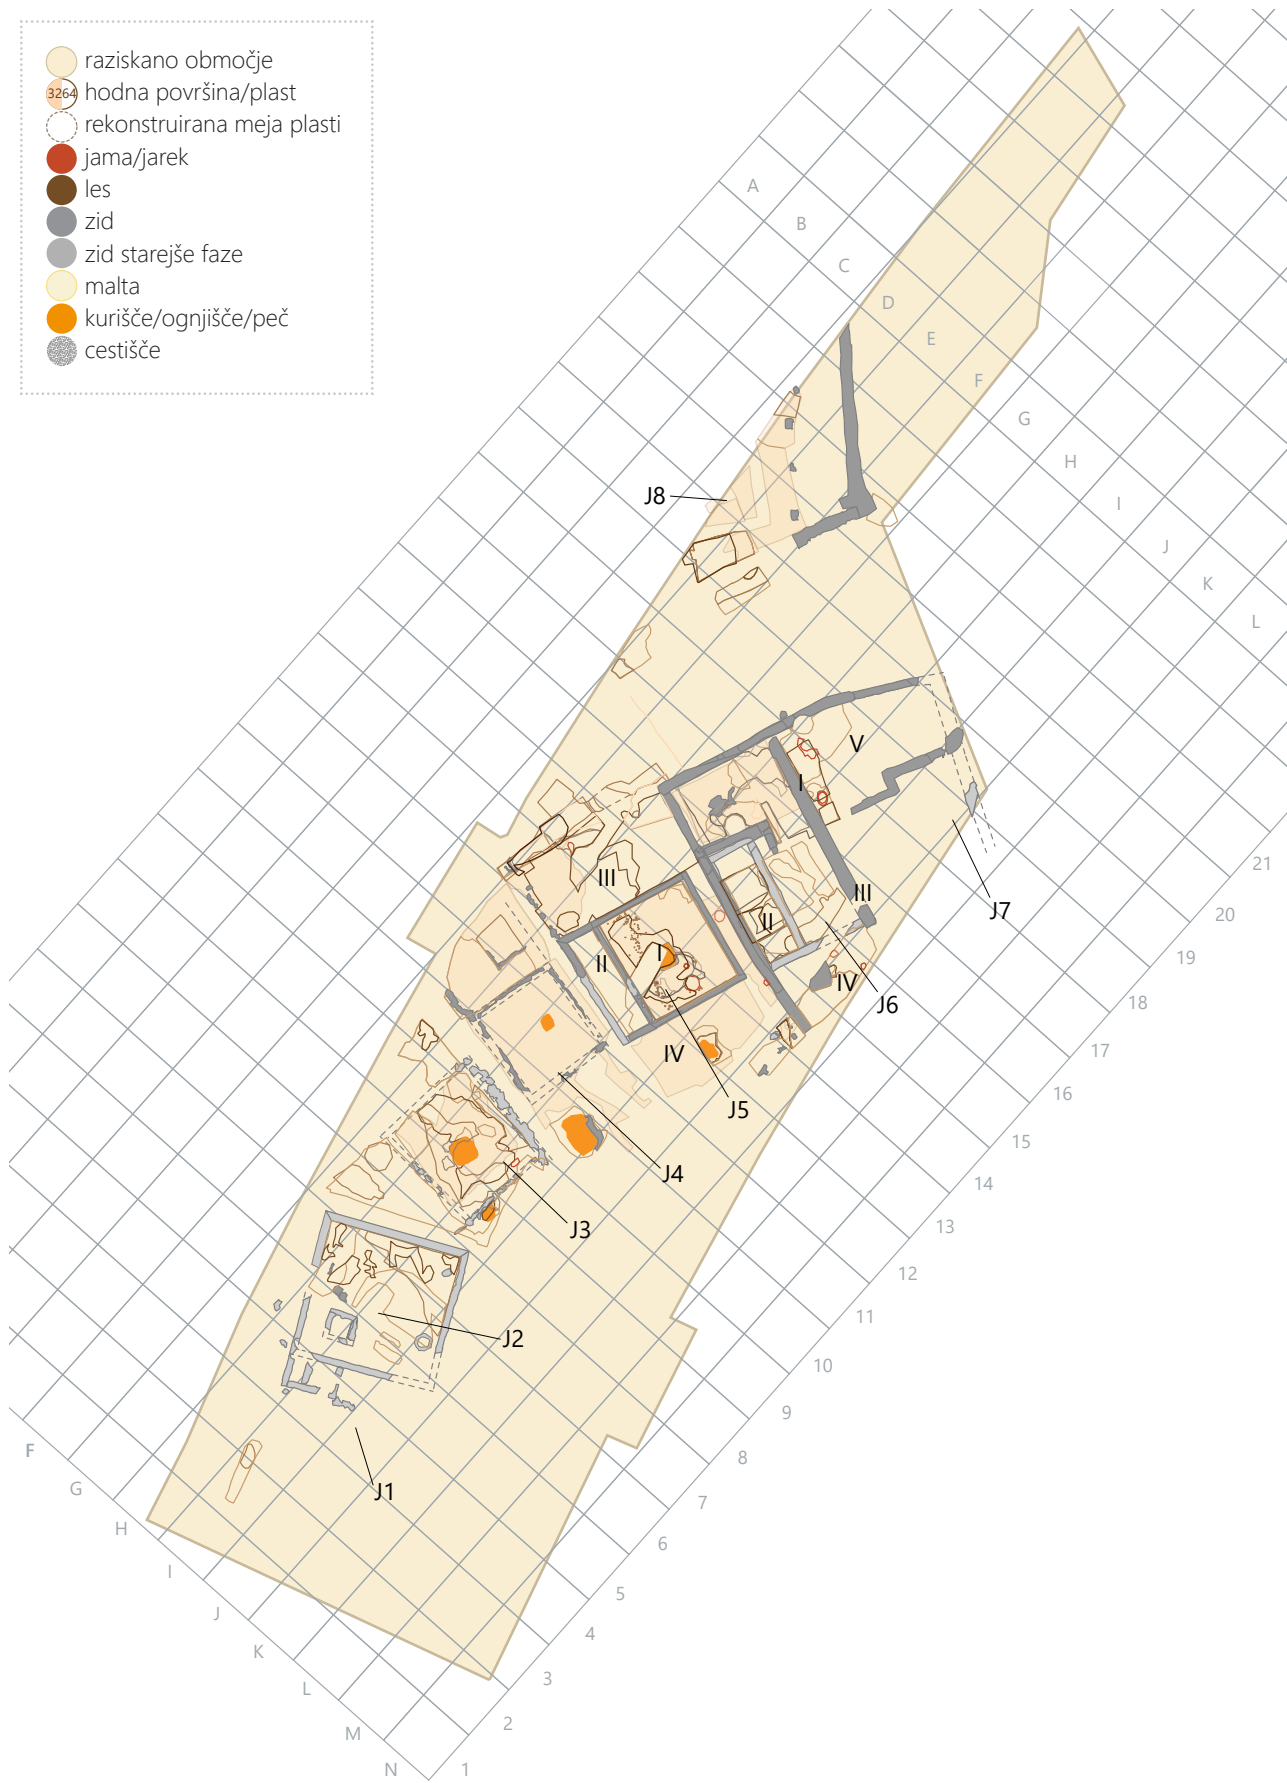 raziskano območje
3264 hodna površina/plast
rekonstruirana meja plasti
jama/jarek
les
zid
zid starejše faze
malta
kurišče/ognjišče/peč
cestišče
A
B
C
D
E
F
G
H
I
J
K
L
J8
V
I
III
III
II
I
II
IV
IV
J7
J6
J5
J4
J3
J2
J1
21
20
19
18
17
16
15
14
13
12
11
10
9
8
7
6
5
4
3
2
1
F
G
H
I
J
K
L
M
N